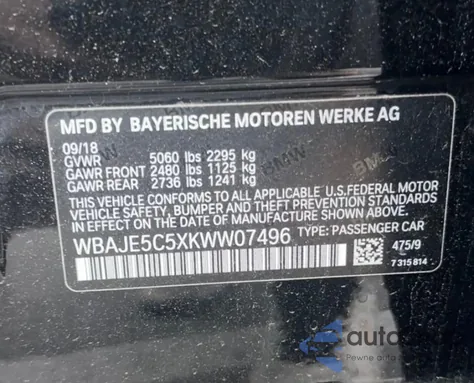 MFD BY BAYERISCHE MOTOREN WERKE AG
09/18
GVWR 5060 lbs 2295 kg
GAWR FRONT 2480 lbs 1125 kg
GAWR REAR 2736 lbs 1241 kg
THIS VEHICLE CONFORMS TO ALL APPLICABLE U.S.FEDERAL MOTOR
VEHICLE SAFETY, BUMPER AND THEFT PREVENTION STANDARDS IN
EFFECT ON THE DATE OF MANUFACTURE SHOWN ABOVE.
WBAJE5C5XKWW07496 TYPE: PASSENGER CAR
475/9
7 315 814
BMW
Pewne auto